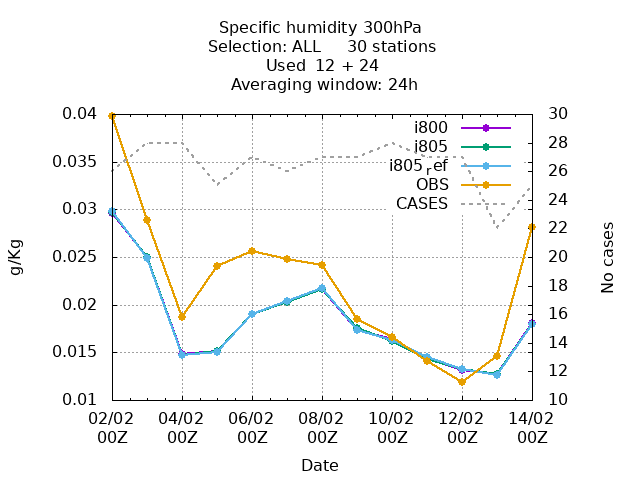 Specific humidity 300hPa
Selection: ALL     30 stations
Used  12 + 24
Averaging window: 24h
g/Kg
0.04
0.035
0.03
0.025
0.02
0.015
0.01
i800
i805
i805_ref
OBS
CASES
30
28
26
24
22
20
18
16
14
12
10
No cases
02/02 04/02 06/02 08/02 10/02 12/02 14/02
00Z 00Z 00Z 00Z 00Z 00Z 00Z
Date